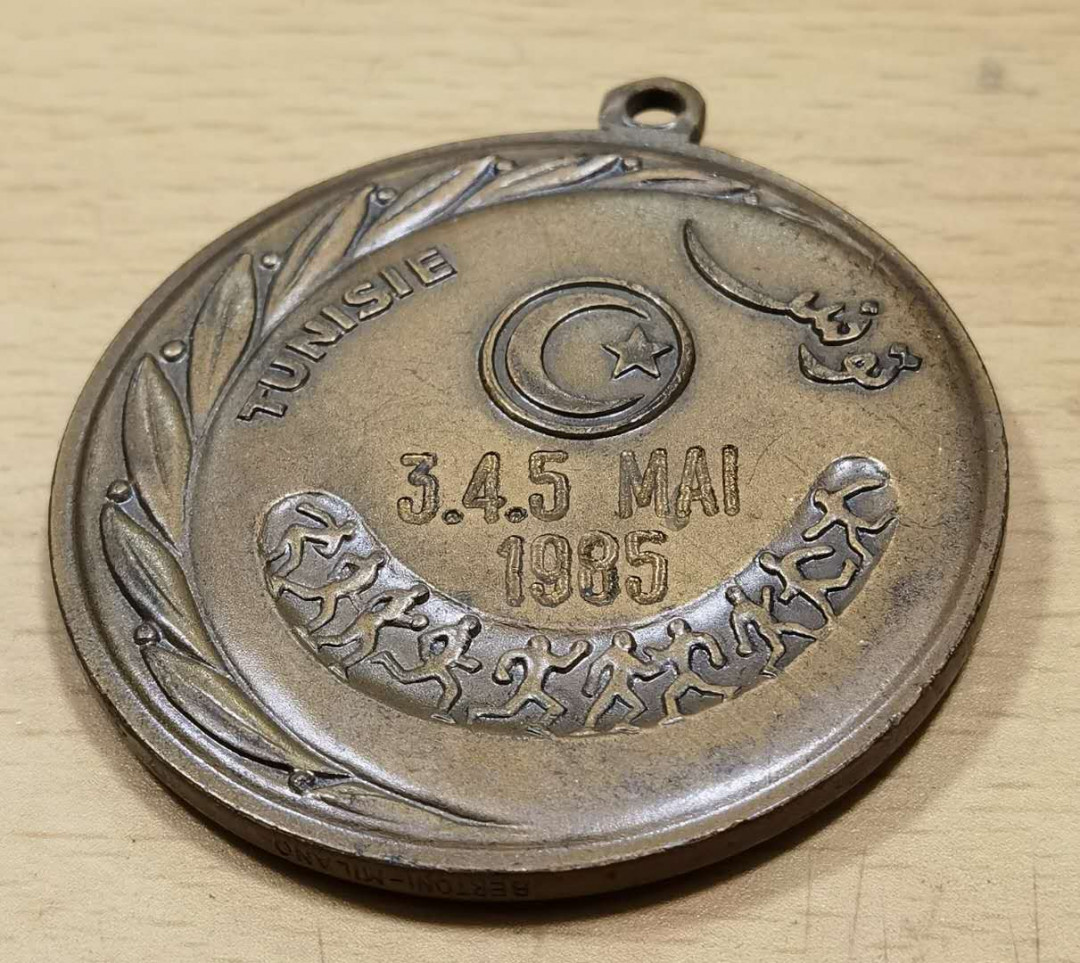 TUNISIE
تونس
3.4.5 MAI
1985
BERTONI-MILANO